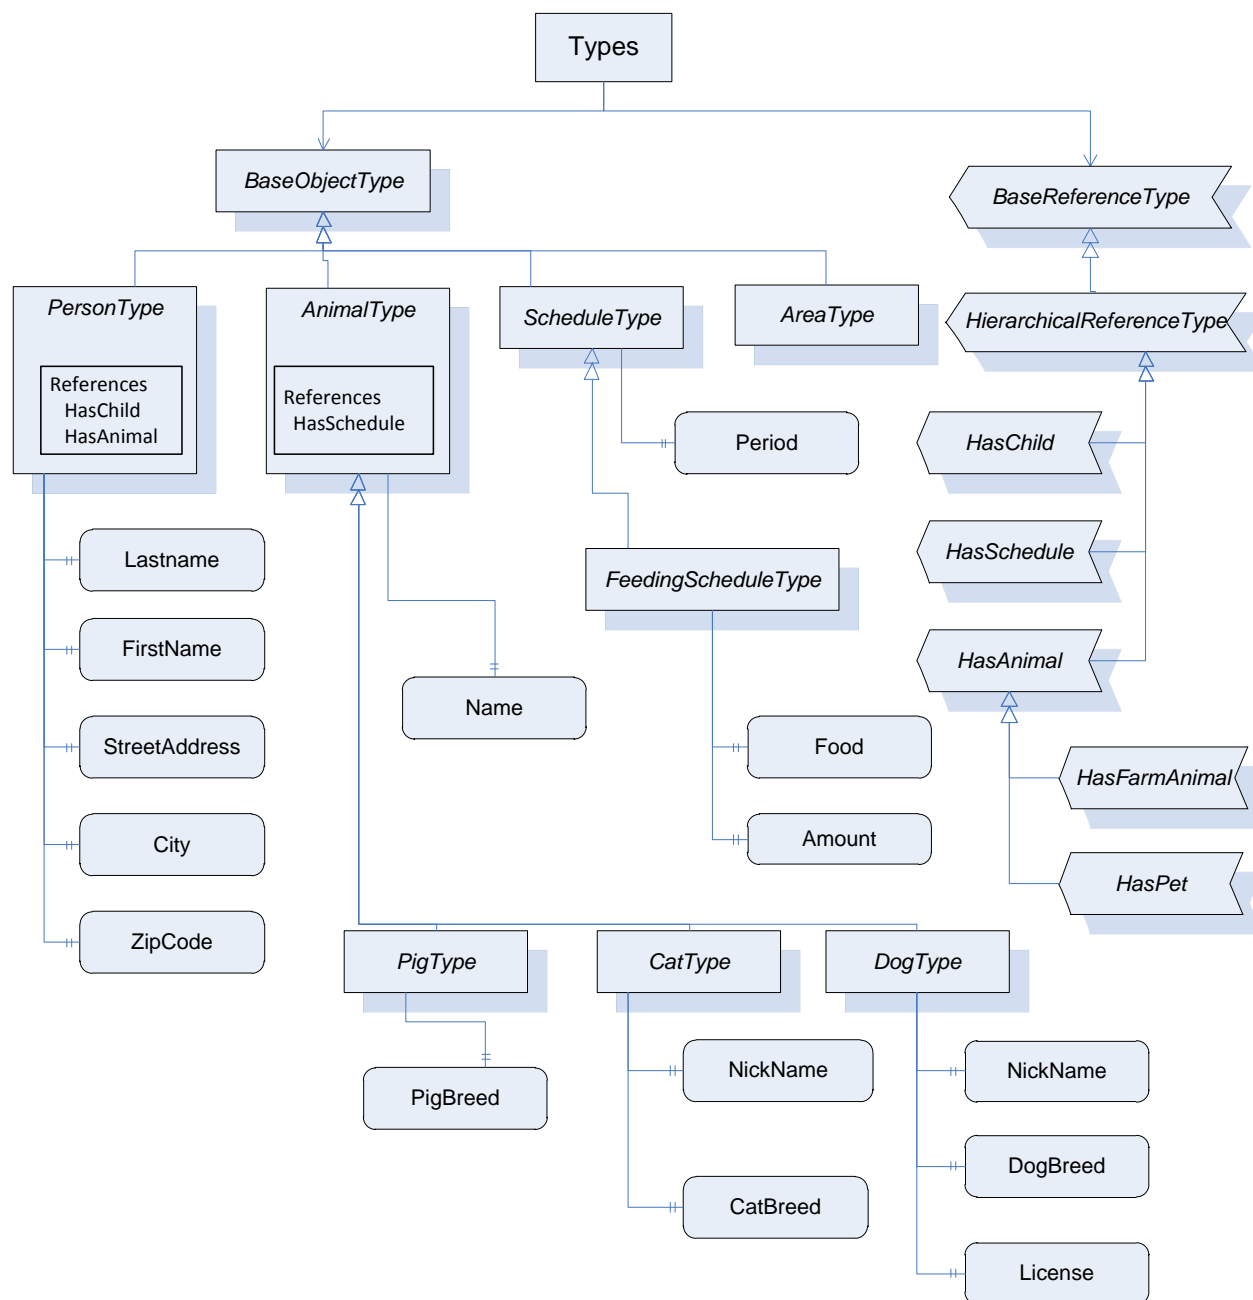 Types
BaseObjectType
BaseReferenceType
PersonType
AnimalType
ScheduleType
AreaType
HierarchicalReferenceType
References
HasChild
HasAnimal
References
HasSchedule
Period
HasChild
Lastname
HasSchedule
FeedingScheduleType
FirstName
HasAnimal
Name
StreetAddress
Food
HasFarmAnimal
City
Amount
HasPet
ZipCode
PigType
CatType
DogType
NickName
NickName
PigBreed
DogBreed
CatBreed
License